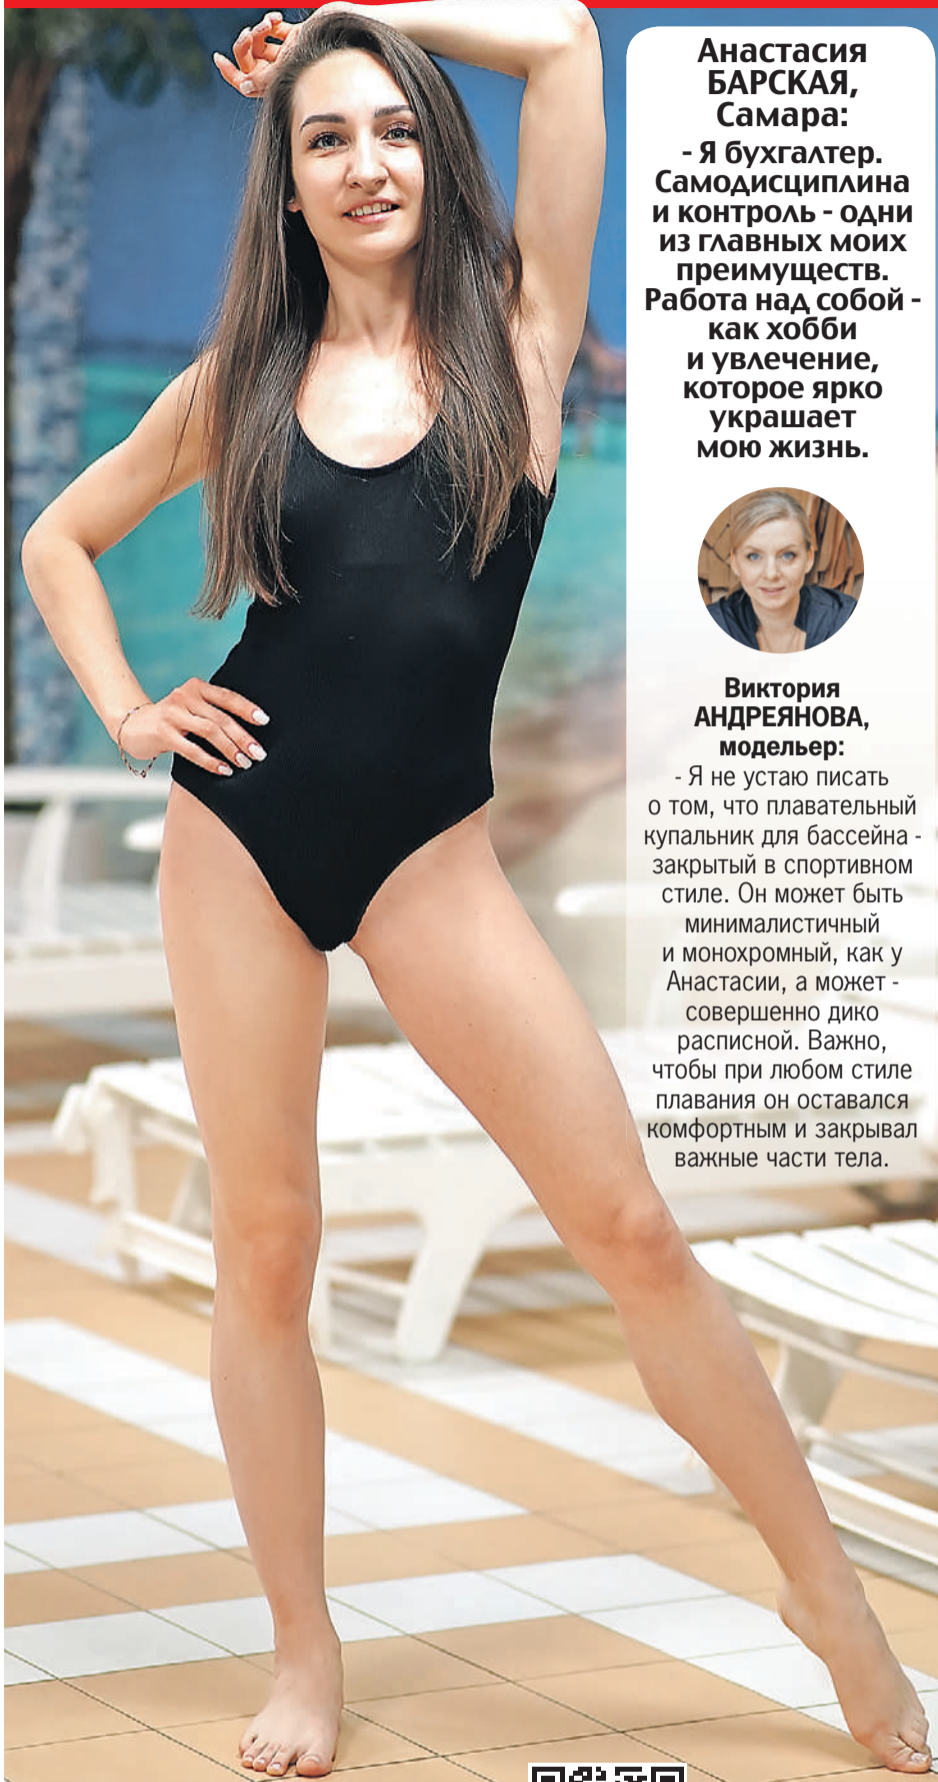 Анастасия
БАРСКАЯ,
Самара:
- Я бухгалтер.
Самодисциплина
и контроль - одни
из главных моих
преимуществ.
Работа над собой -
как хобби
и увлечение,
которое ярко
украшает
мою жизнь.
Виктория
АНДРЕЯНОВА,
модельер:
- Я не устаю писать
о том, что плавательный
купальник для бассейна -
закрытый в спортивном
стиле. Он может быть
минималистичный
и монохромный, как у
Анастасии, а может -
совершенно дико
расписной. Важно,
чтобы при любом стиле
плавания он оставался
комфортным и закрывал
важные части тела.